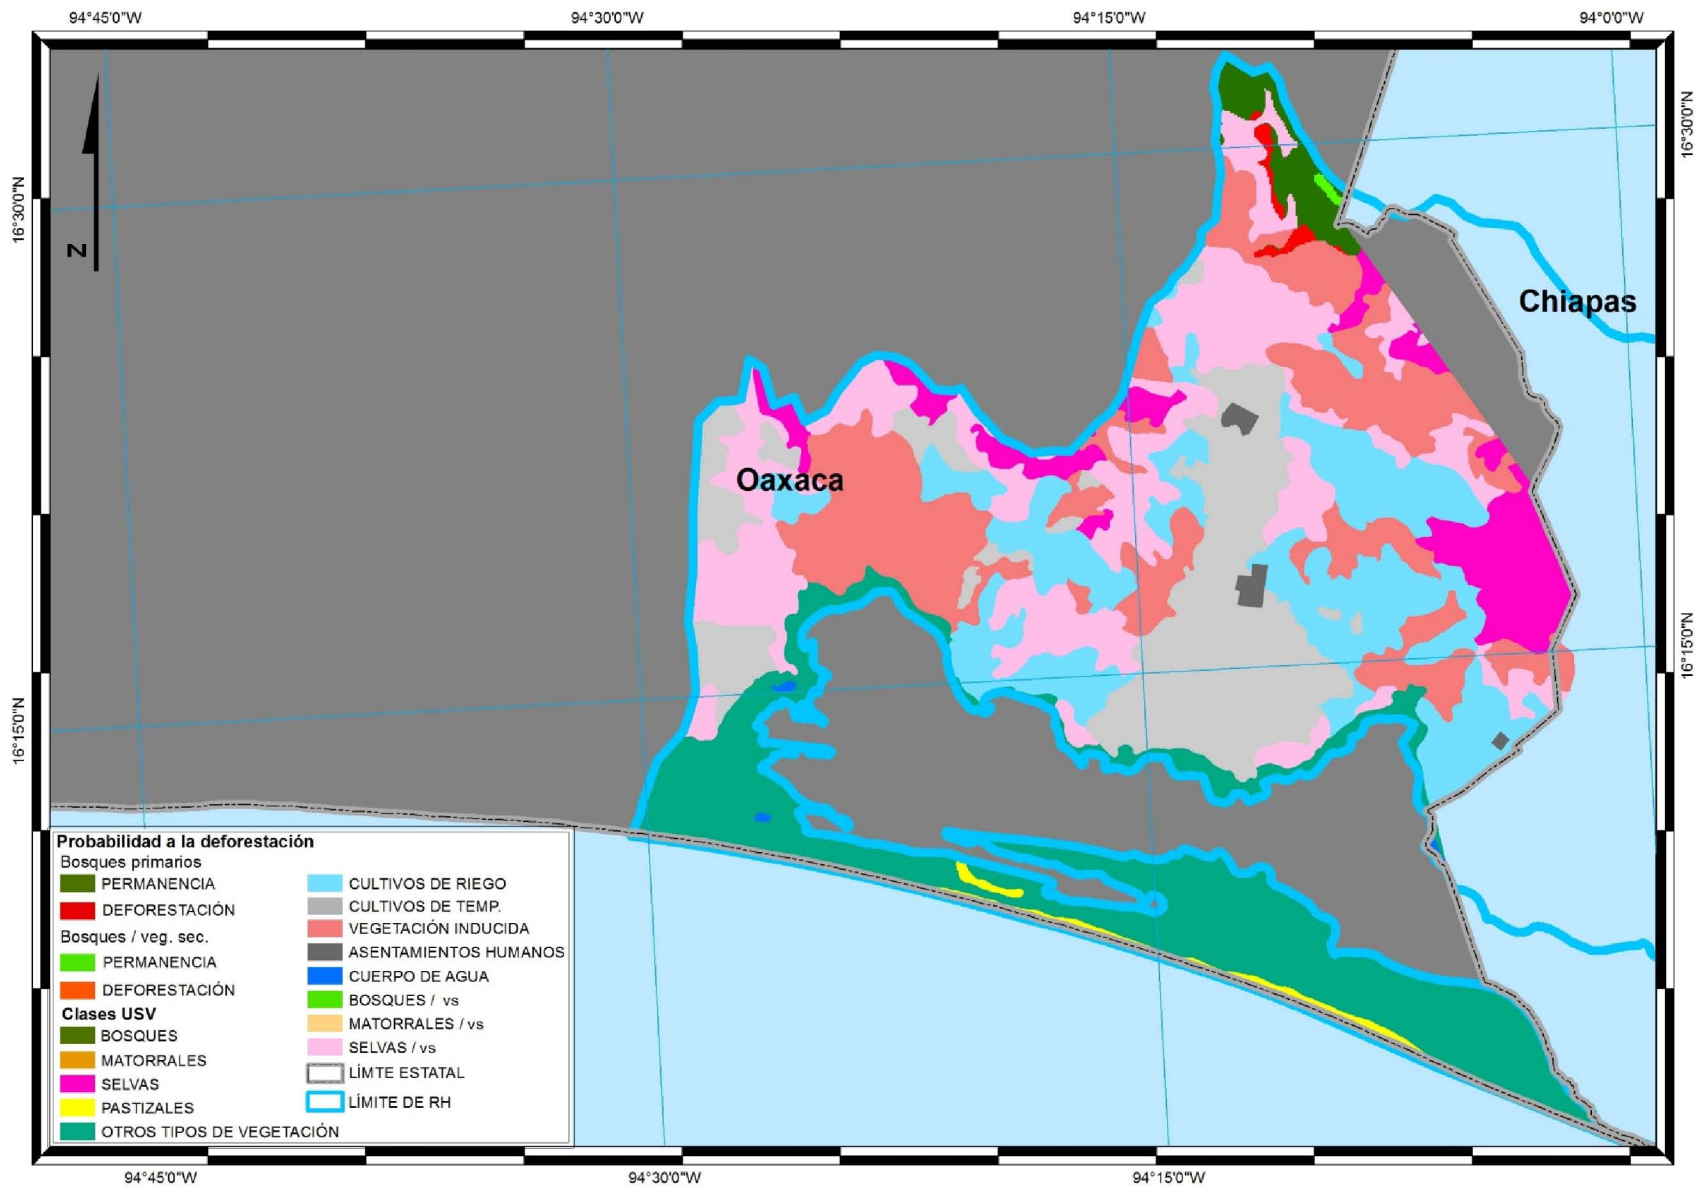 94°45'0"W
94°30'0"W
94°15'0"W
94°0'0"W
16°30'0"N
16°30'0"N
N
Chiapas
Oaxaca
16°15'0"N
16°15'0"N
Probabilidad a la deforestación
Bosques primarios
PERMANENCIA
DEFORESTACIÓN
Bosques / veg. sec.
PERMANENCIA
DEFORESTACIÓN
Clases USV
BOSQUES
MATORRALES
SELVAS
PASTIZALES
OTROS TIPOS DE VEGETACIÓN
CULTIVOS DE RIEGO
CULTIVOS DE TEMP.
VEGETACIÓN INDUCIDA
ASENTAMIENTOS HUMANOS
CUERPO DE AGUA
BOSQUES / vs
MATORRALES / vs
SELVAS / vs
LÍMTE ESTATAL
LÍMITE DE RH
94°45'0"W
94°30'0"W
94°15'0"W